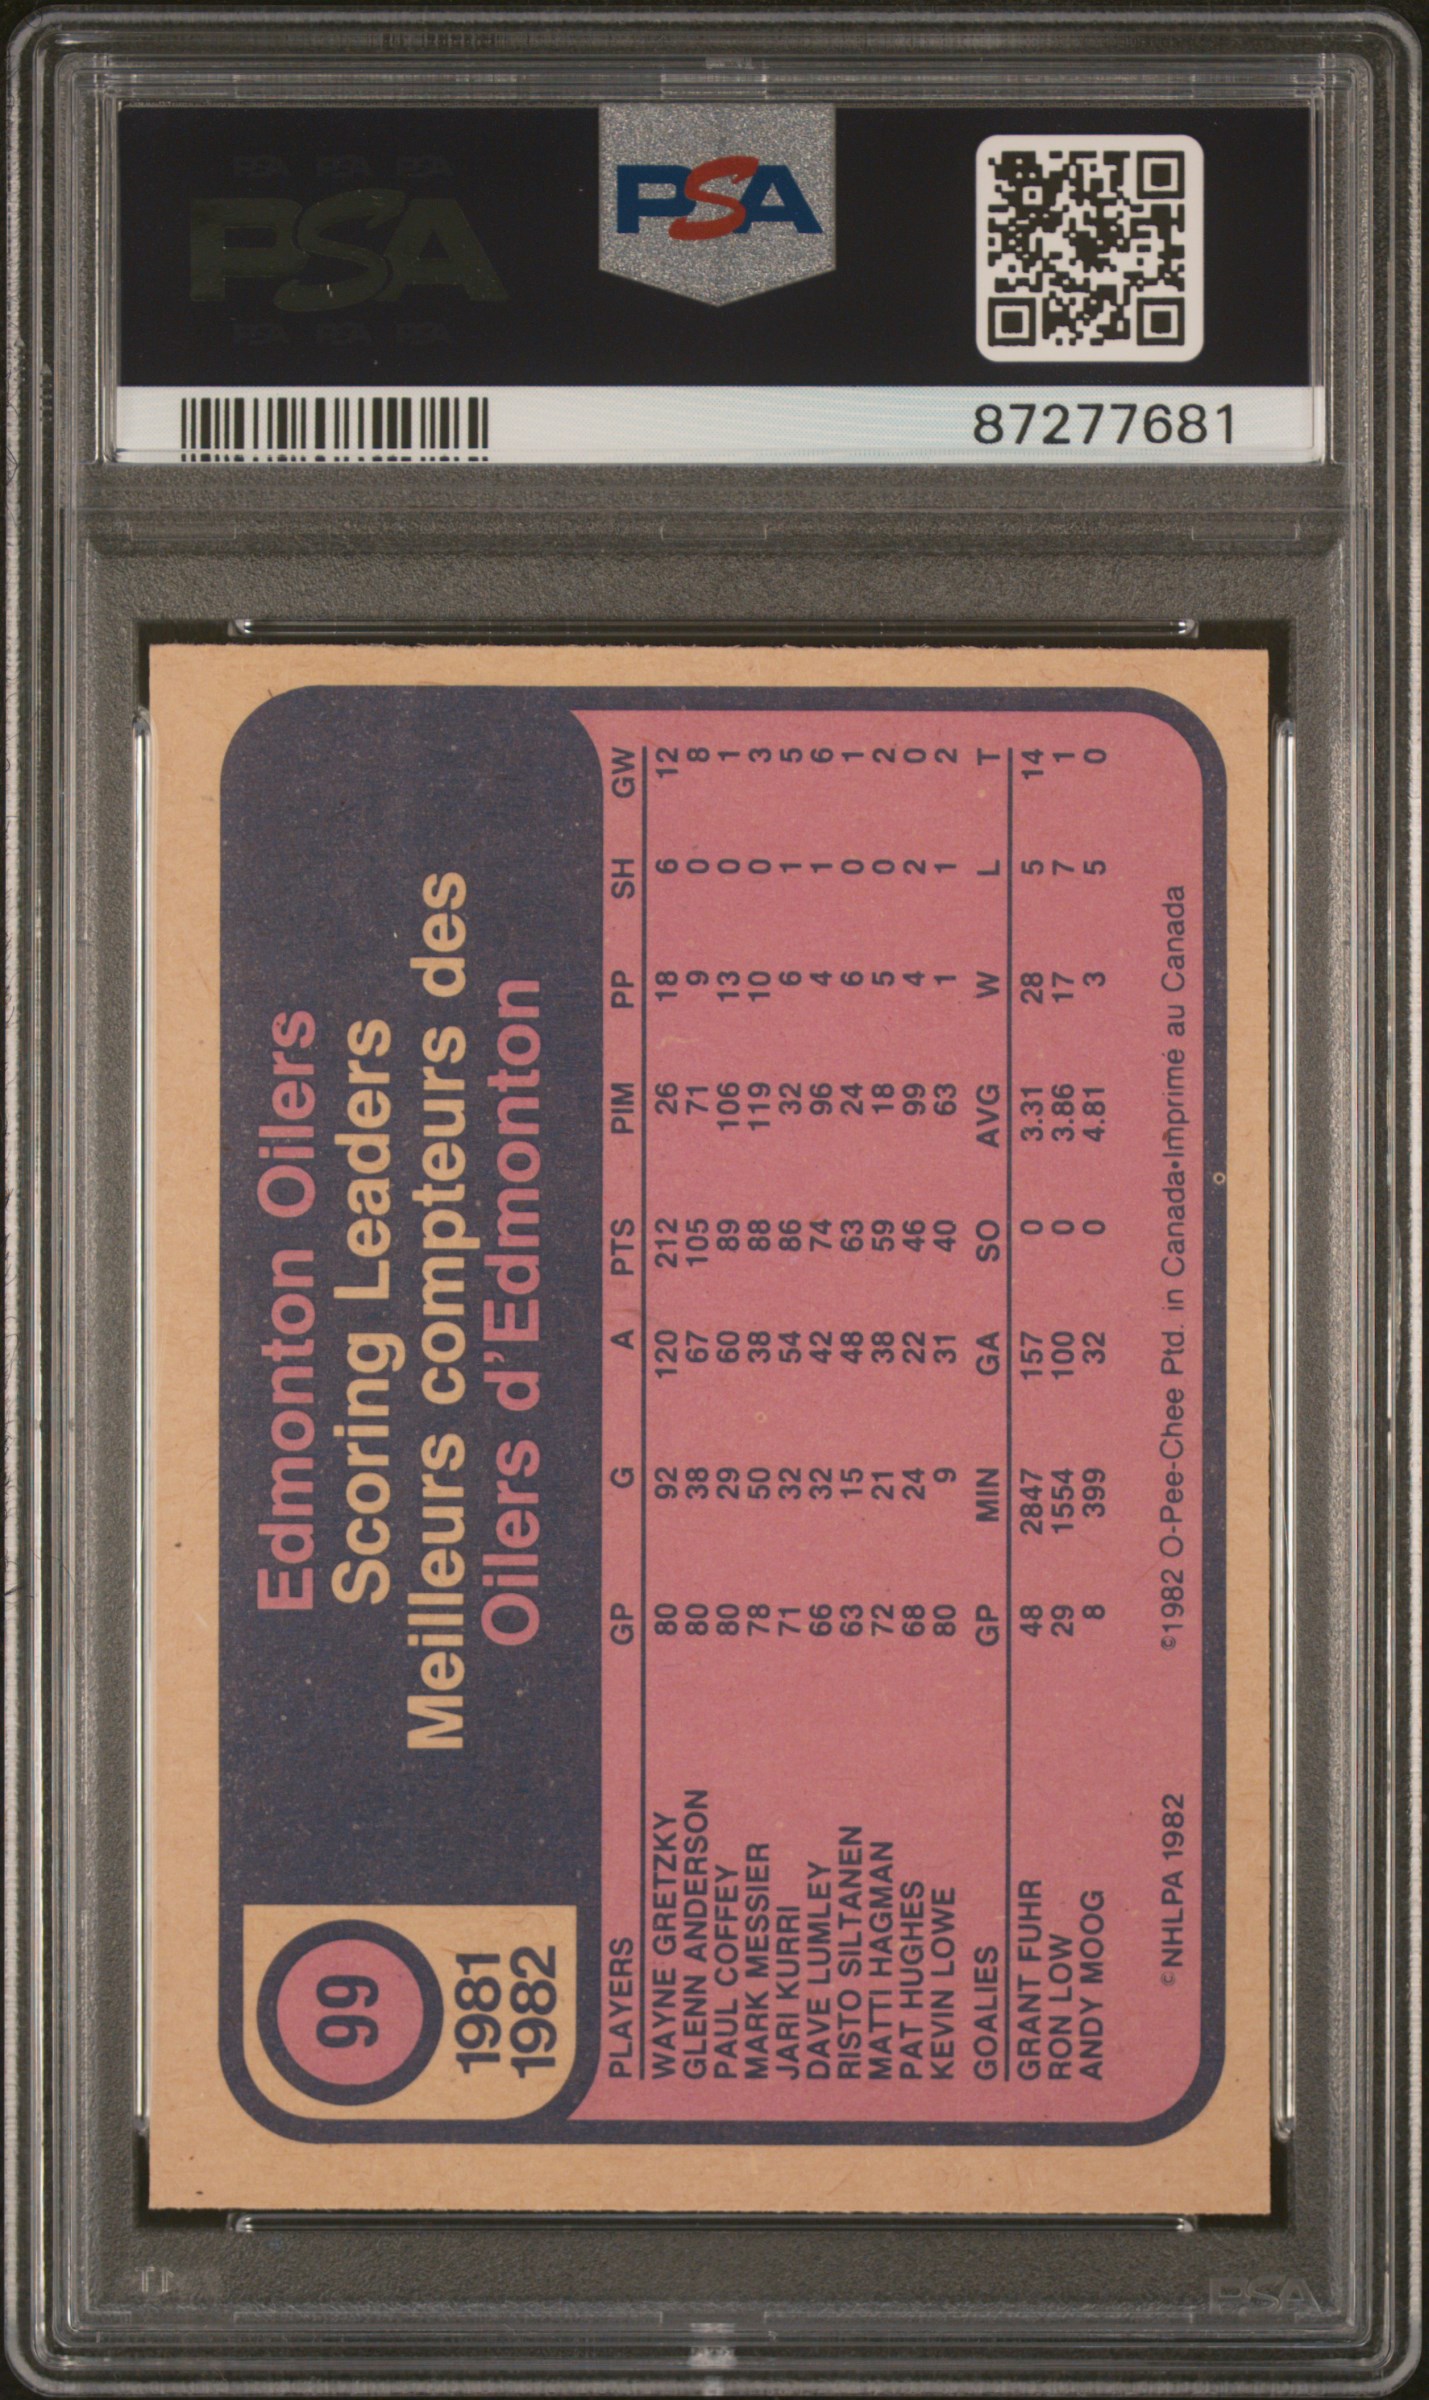 PSA PSA PSA
PSA
PSA PSA PSA
PSA
87277681
99
1981
1982
Edmonton Oilers
Scoring Leaders
Meilleurs compteurs des
Oilers d'Edmonton
PLAYERS GP G A PTS PIM PP SH GW
WAYNE GRETZKY 80 92 120 212 26 18 6 12
GLENN ANDERSON 80 38 67 105 71 9 0 8
PAUL COFFEY 80 29 60 89 106 13 0 1
MARK MESSIER 78 50 38 88 119 10 0 3
JARI KURRI 71 32 54 86 32 6 1 5
DAVE LUMLEY 66 32 42 74 96 4 1 6
RISTO SILTANEN 63 15 48 63 24 6 0 1
MATTI HAGMAN 72 21 38 59 18 5 0 2
PAT HUGHES 68 24 22 46 99 4 2 0
KEVIN LOWE 80 9 31 40 63 1 1 2
GOALIES GP MIN GA SO AVG W L T
GRANT FUHR 48 2847 157 0 3.31 28 5 14
RON LOW 29 1554 100 0 3.86 17 7 1
ANDY MOOG 8 399 32 0 4.81 3 5 0
© NHLPA 1982 ©1982 O-Pee-Chee Ptd. in Canada•Imprimé au Canada
PSA